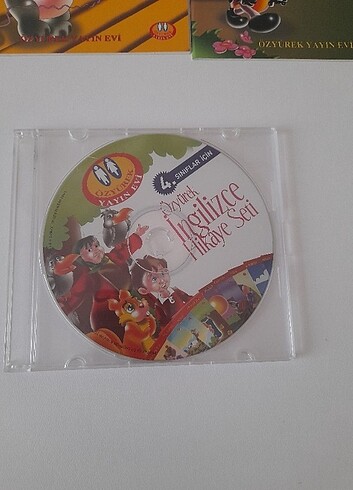 ÖZYÜREK YAYIN EVİ
ÖZYÜREK YAYIN EVİ
ÖZYÜREK
YAYIN EVİ
4. SINIFLAR İÇİN
Özyürek
İngilizce
Hikaye Seti